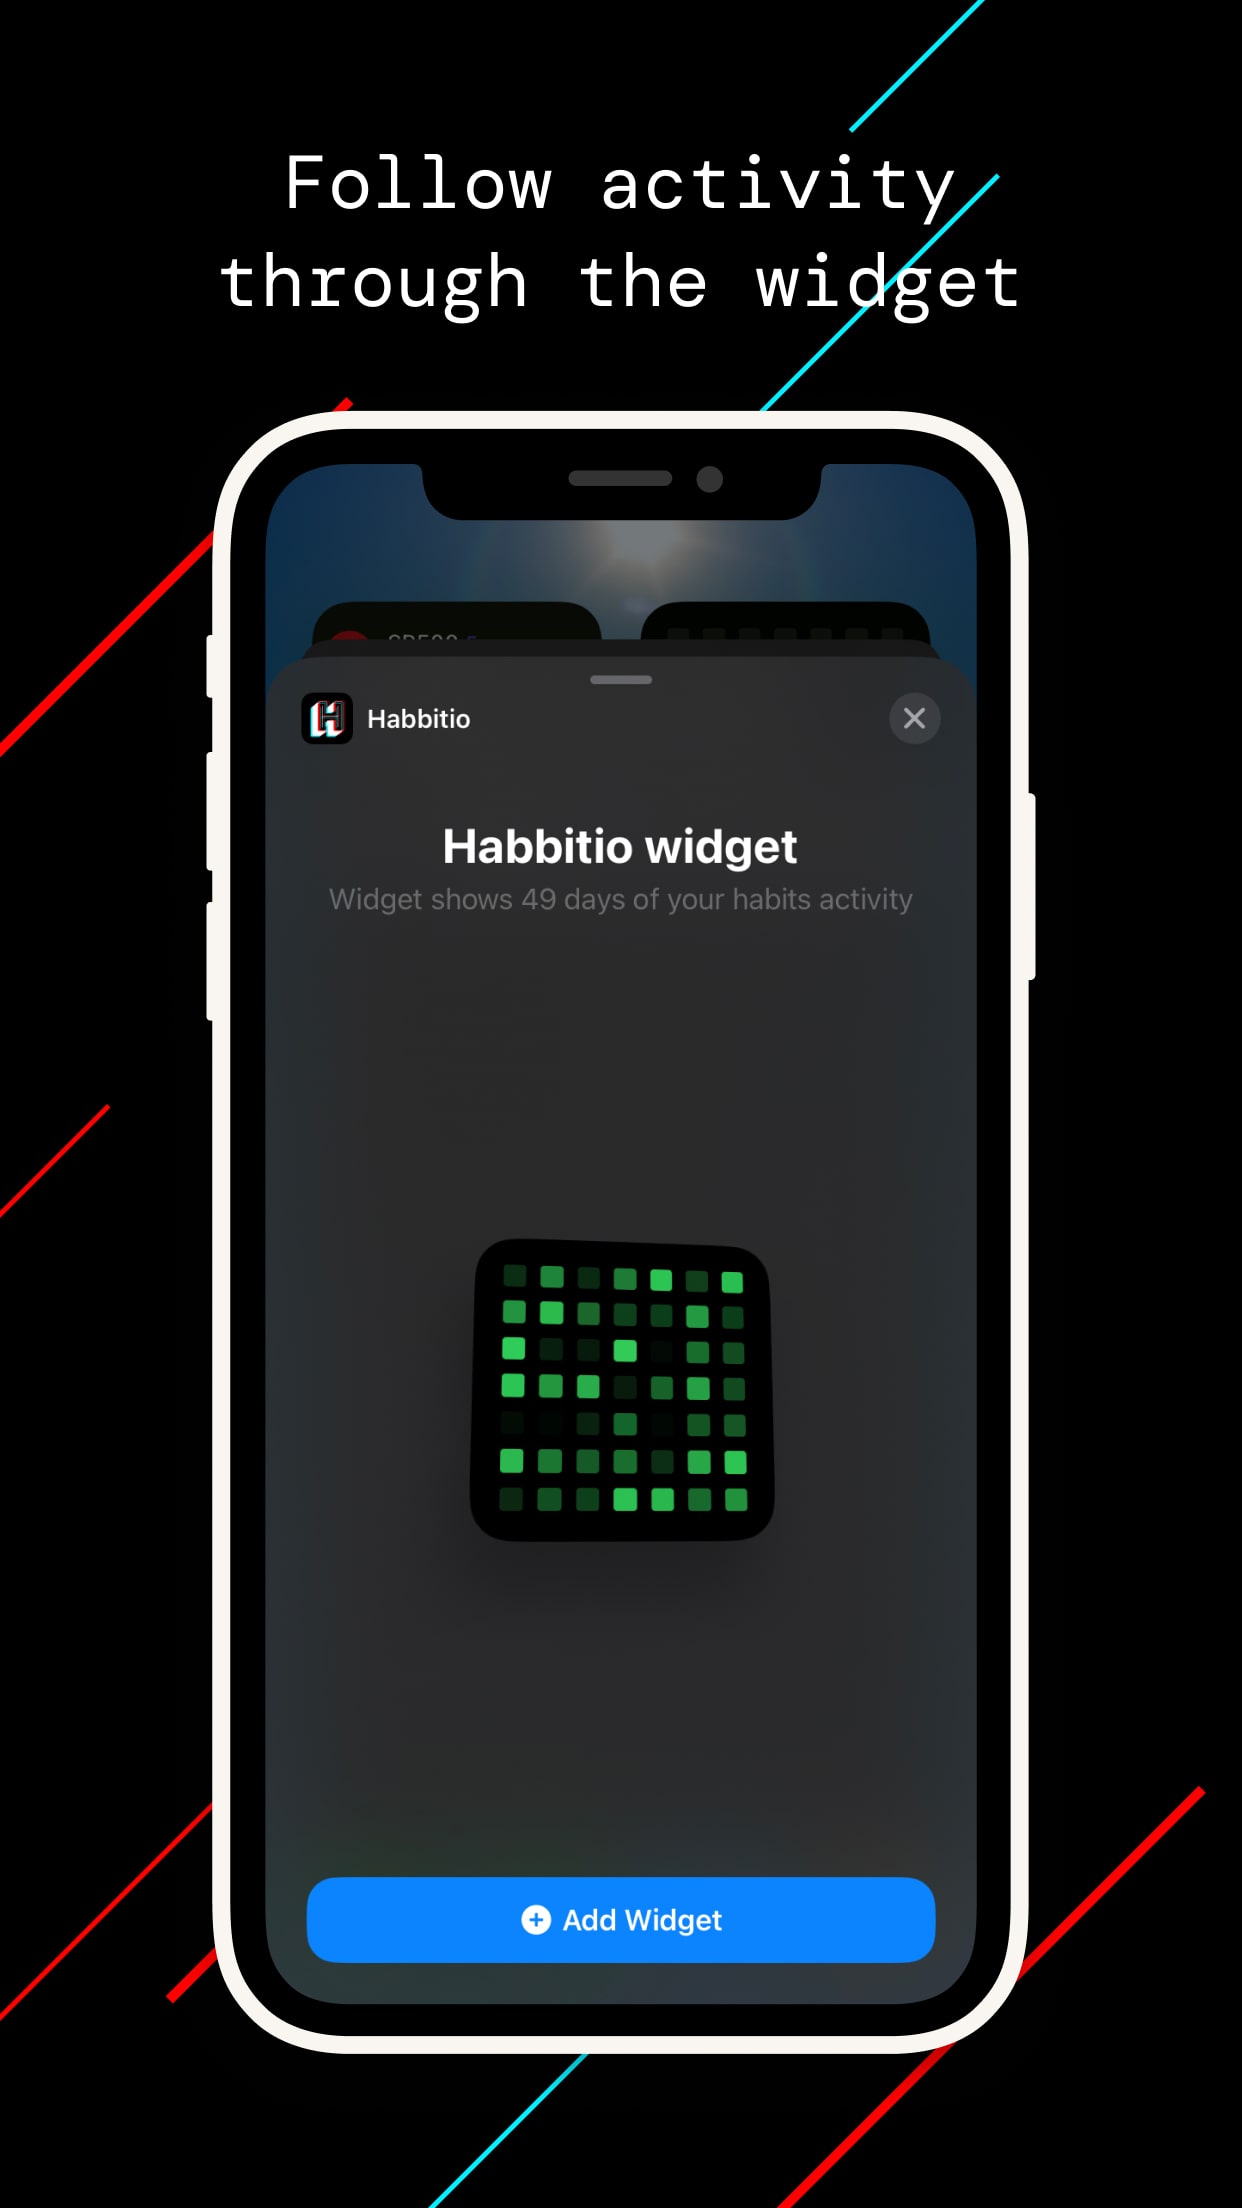 Follow activity
through the widget
Habbitio
Habbitio widget
Widget shows 49 days of your habits activity
Add Widget